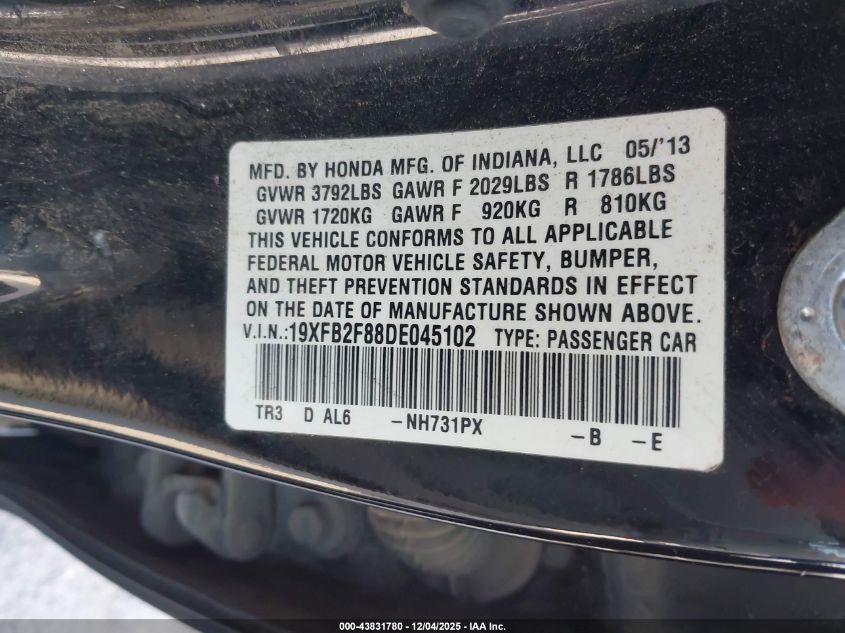 MFD. BY HONDA MFG. OF INDIANA, LLC 05/'13
GVWR 3792LBS GAWR F 2029LBS R 1786LBS
GVWR 1720KG GAWR F 920KG R 810KG
THIS VEHICLE CONFORMS TO ALL APPLICABLE
FEDERAL MOTOR VEHICLE SAFETY, BUMPER,
AND THEFT PREVENTION STANDARDS IN EFFECT
ON THE DATE OF MANUFACTURE SHOWN ABOVE.
V.I.N.:19XFB2F88DE045102 TYPE: PASSENGER CAR
TR3 D AL6 -NH731PX -B -E
000-43831780 - 12/04/2025 - IAA Inc.